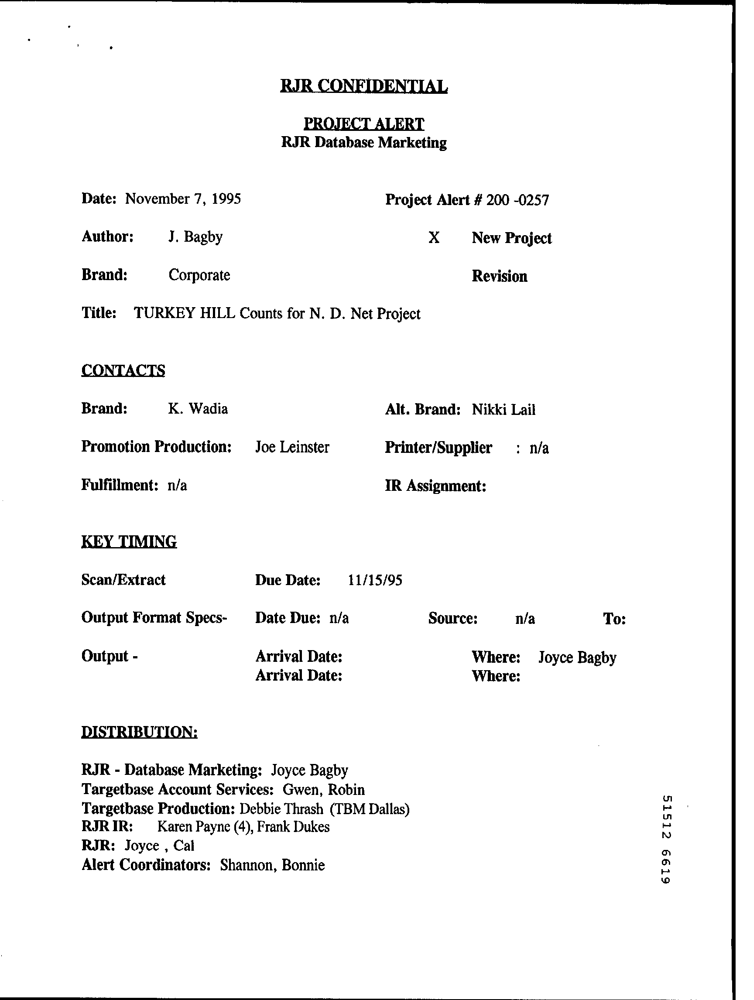 RJR CONFIDENTIAL
PROJECT ALERT
RJR Database Marketing
Date: November 7, 1995 Project Alert # 200 -0257
Author: J. Bagby X New Project
Brand: Corporate Revision
Title: TURKEY HILL Counts for N. D. Net Project
CONTACTS
Brand: K. Wadia Alt. Brand: Nikki Lail
Promotion Production: Joe Leinster Printer/Supplier : n/a
Fulfillment: n/a IR Assignment:
KEY TIMING
Scan/Extract Due Date: 11/15/95
Output Format Specs- Date Due: n/a Source: n/a To:
Output - Arrival Date: Where: Joyce Bagby
Arrival Date: Where:
DISTRIBUTION:
RJR - Database Marketing: Joyce Bagby
Targetbase Account Services: Gwen, Robin
Targetbase Production: Debbie Thrash (TBM Dallas)
RJR IR: Karen Payne (4), Frank Dukes
RJR: Joyce , Cal
Alert Coordinators: Shannon, Bonnie
51512 6619